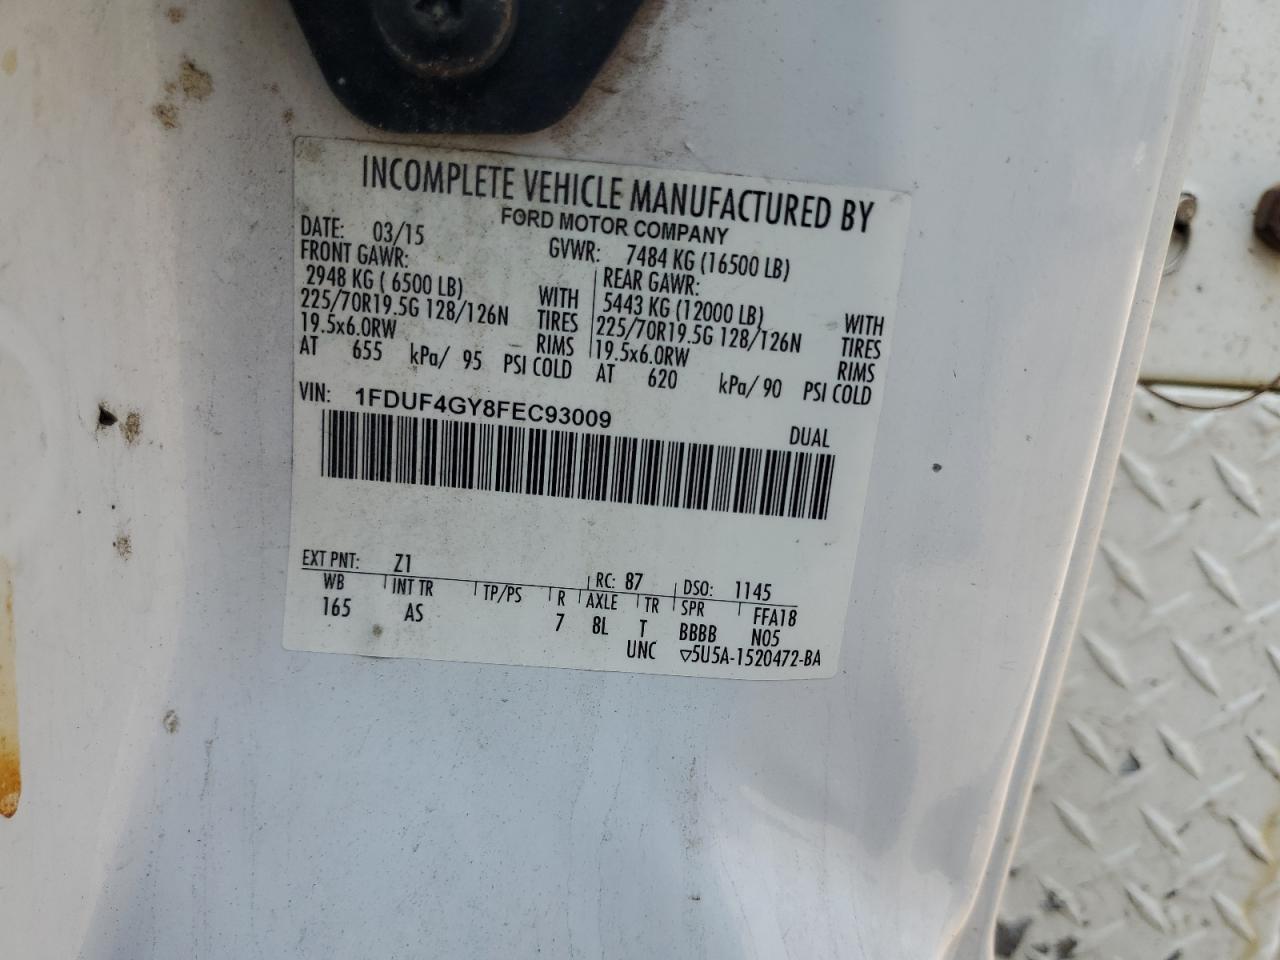 INCOMPLETE VEHICLE MANUFACTURED BY
FORD MOTOR COMPANY
DATE: 03/15 GVWR: 7484 KG (16500 LB)
FRONT GAWR: REAR GAWR:
2948 KG ( 6500 LB) WITH 5443 KG (12000 LB) WITH
225/70R19.5G 128/126N TIRES 225/70R19.5G 128/126N TIRES
19.5x6.0RW RIMS 19.5x6.0RW RIMS
AT 655 kPa/ 95 PSI COLD AT 620 kPa/ 90 PSI COLD
VIN: 1FDUF4GY8FEC93009
DUAL
EXT PNT: Z1 RC: 87 DSO: 1145
WB INT TR TP/PS R AXLE TR SPR FFA18
165 AS 7 8L T BBBB N05
UNC ▽5U5A-1520472-BA